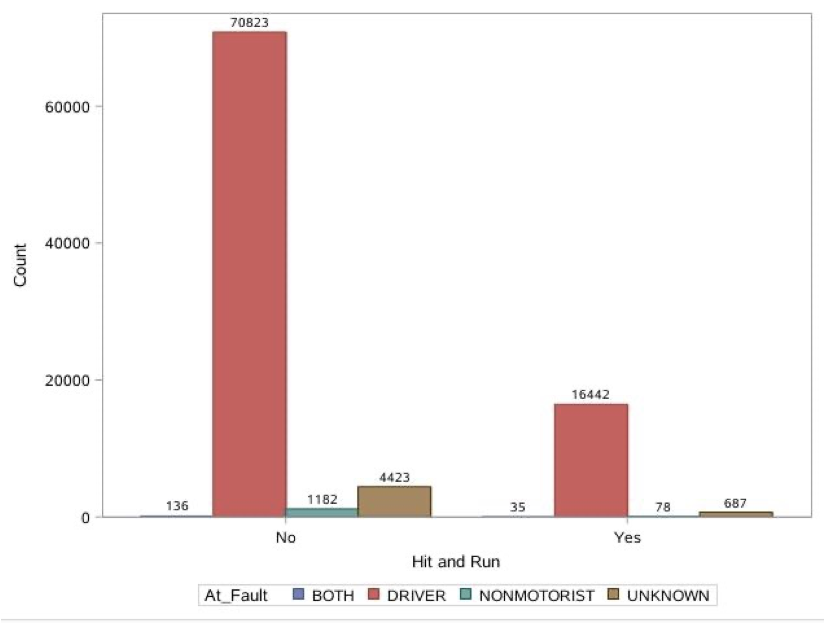 70823
60000
40000
Count
20000
16442
4423
1182
136
35
78
687
0
No
Yes
Hit and Run
At_Fault BOTH DRIVER NONMOTORIST UNKNOWN